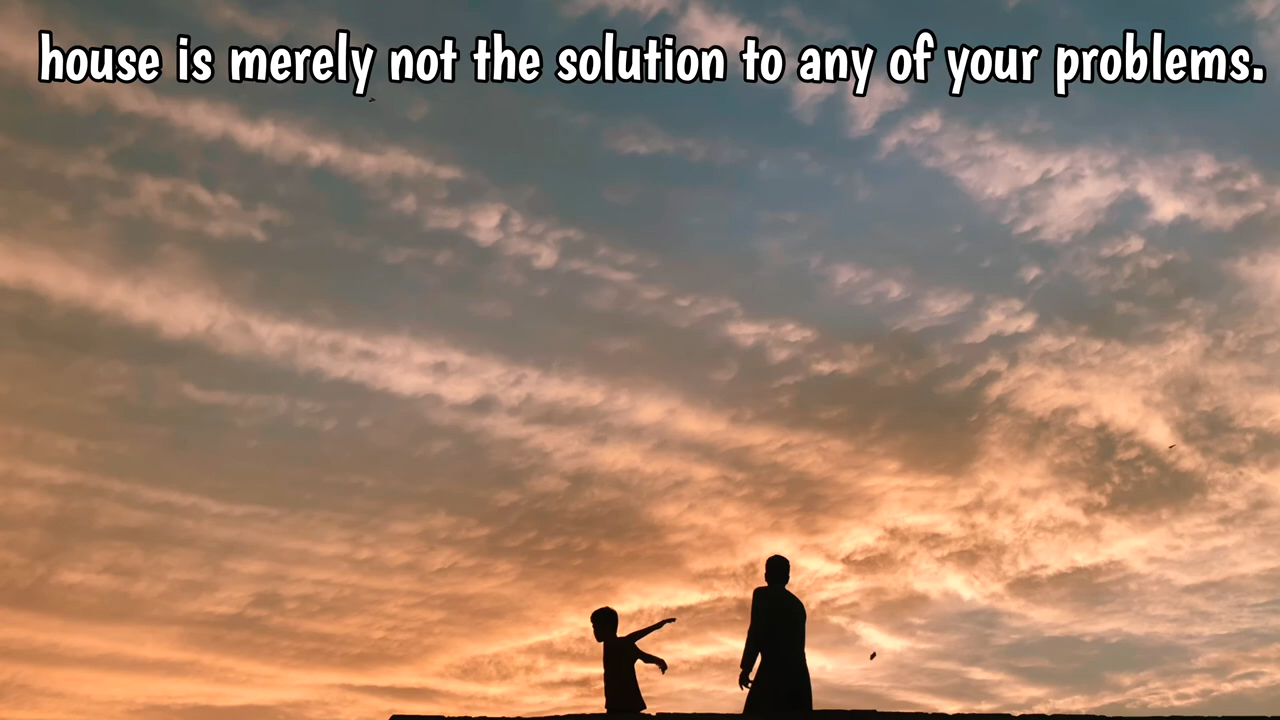 house is merely not the solution to any of your problems.